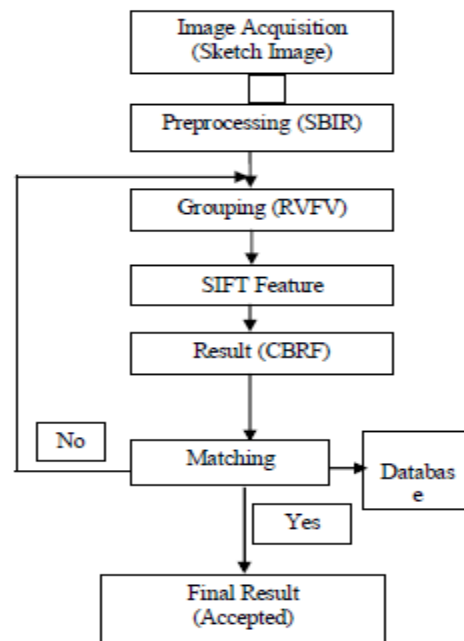 Image Acquisition
(Sketch Image)
Preprocessing (SBIR)
Grouping (RVFV)
SIFT Feature
Result (CBRF)
No
Matching
Databas
e
Yes
Final Result
(Accepted)